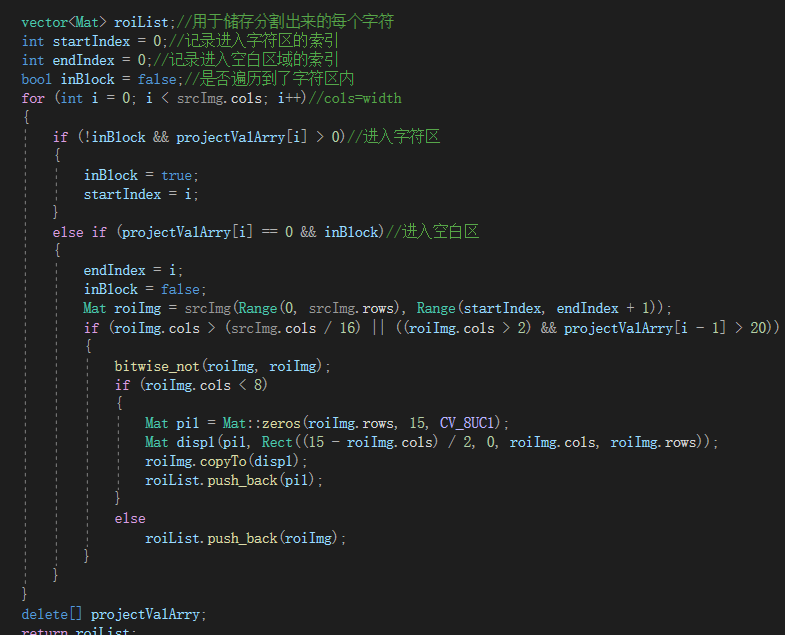 vector<Mat> roiList;//用于储存分割出来的每个字符
int startIndex = 0;//记录进入字符区的索引
int endIndex = 0;//记录进入空白区域的索引
bool inBlock = false;//是否遍历到了字符区内
for (int i = 0; i < srcImg.cols; i++)//cols=width
{
if (!inBlock && projectValArry[i] > 0)//进入字符区
{
inBlock = true;
startIndex = i;
}
else if (projectValArry[i] == 0 && inBlock)//进入空白区
{
endIndex = i;
inBlock = false;
Mat roiImg = srcImg(Range(0, srcImg.rows), Range(startIndex, endIndex + 1));
if (roiImg.cols > (srcImg.cols / 16) || ((roiImg.cols > 2) && projectValArry[i - 1] > 20))
{
bitwise_not(roiImg, roiImg);
if (roiImg.cols < 8)
{
Mat pi1 = Mat::zeros(roiImg.rows, 15, CV_8UC1);
Mat disp1(pi1, Rect((15 - roiImg.cols) / 2, 0, roiImg.cols, roiImg.rows));
roiImg.copyTo(disp1);
roiList.push_back(pi1);
}
else
roiList.push_back(roiImg);
}
}
}
delete[] projectValArry;
return roiList;